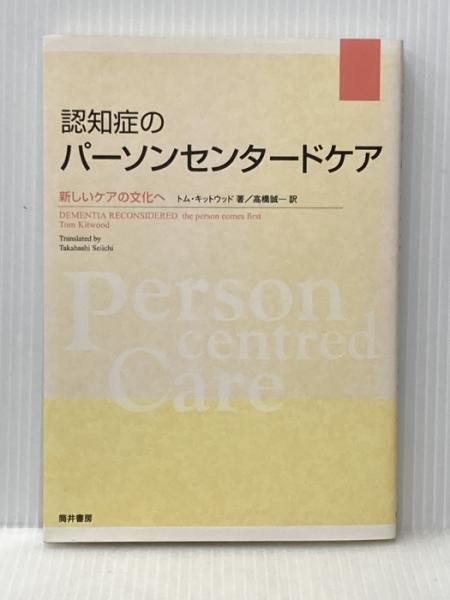 認知症の
パーソンセンタードケア
新しいケアの文化へ トム・キットウッド 著／高橋誠一 訳
DEMENTIA RECONSIDERED the person comes first
Tom Kitwood
Translated by
Takahashi Seiichi
Person
centred
Care
筒井書房